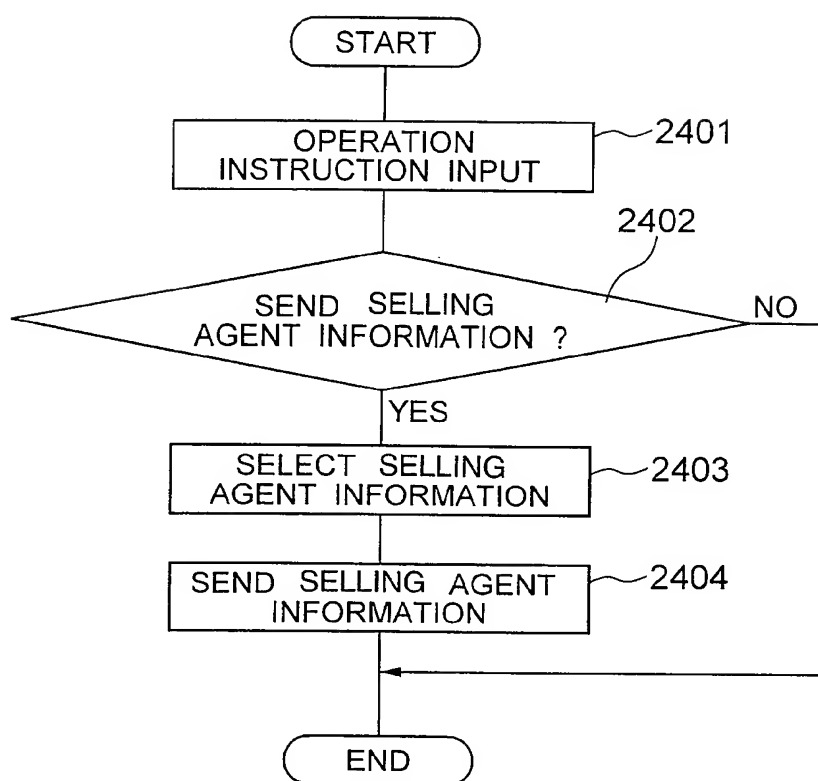 START
OPERATION
INSTRUCTION INPUT
2401
2402
SEND SELLING
AGENT INFORMATION ?
NO
YES
SELECT SELLING
AGENT INFORMATION
2403
SEND SELLING AGENT
INFORMATION
2404
END